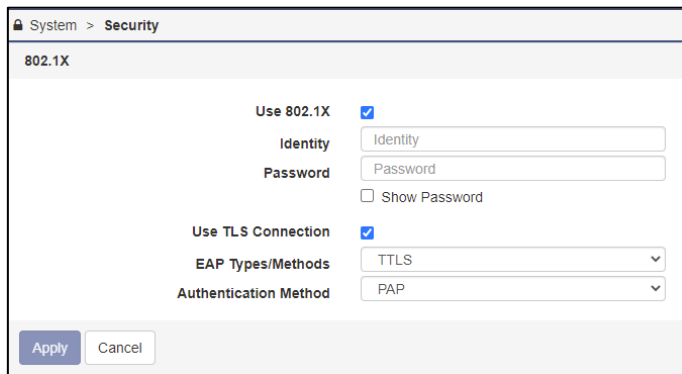 System > Security
802.1X
Use 802.1X
Identity Identity
Password Password
Show Password
Use TLS Connection
EAP Types/Methods TTLS
Authentication Method PAP
Apply Cancel